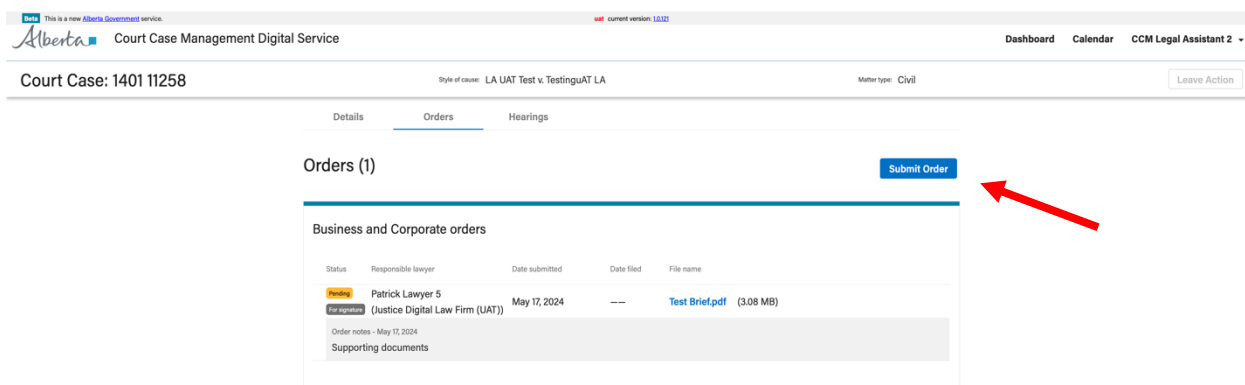 Beta This is a new Alberta Government service. uat current version: 1.0.121
Alberta Court Case Management Digital Service Dashboard Calendar CCM Legal Assistant 2
Court Case: 1401 11258 Style of cause: LA UAT Test v. TestinguAT LA Matter type: Civil Leave Action
Details Orders Hearings
Orders (1) Submit Order
Business and Corporate orders
Status Responsible lawyer Date submitted Date filed File name
Pending Patrick Lawyer 5
For signature (Justice Digital Law Firm (UAT)) May 17, 2024 —— Test Brief.pdf (3.08 MB)
Order notes - May 17, 2024
Supporting documents